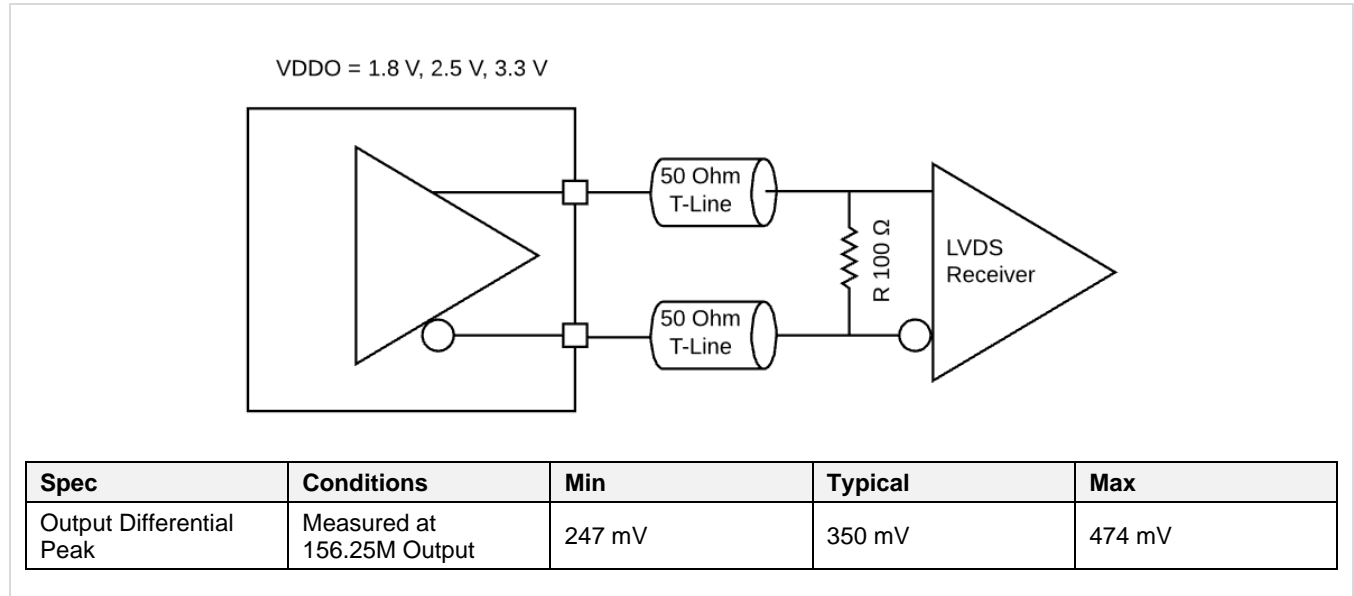 VDDO = 1.8 V, 2.5 V, 3.3 V
50 Ohm
T-Line
R 100 Ω
LVDS
Receiver
50 Ohm
T-Line
Spec Conditions Min Typical Max
Output Differential
Peak
Measured at
156.25M Output
247 mV
350 mV
474 mV